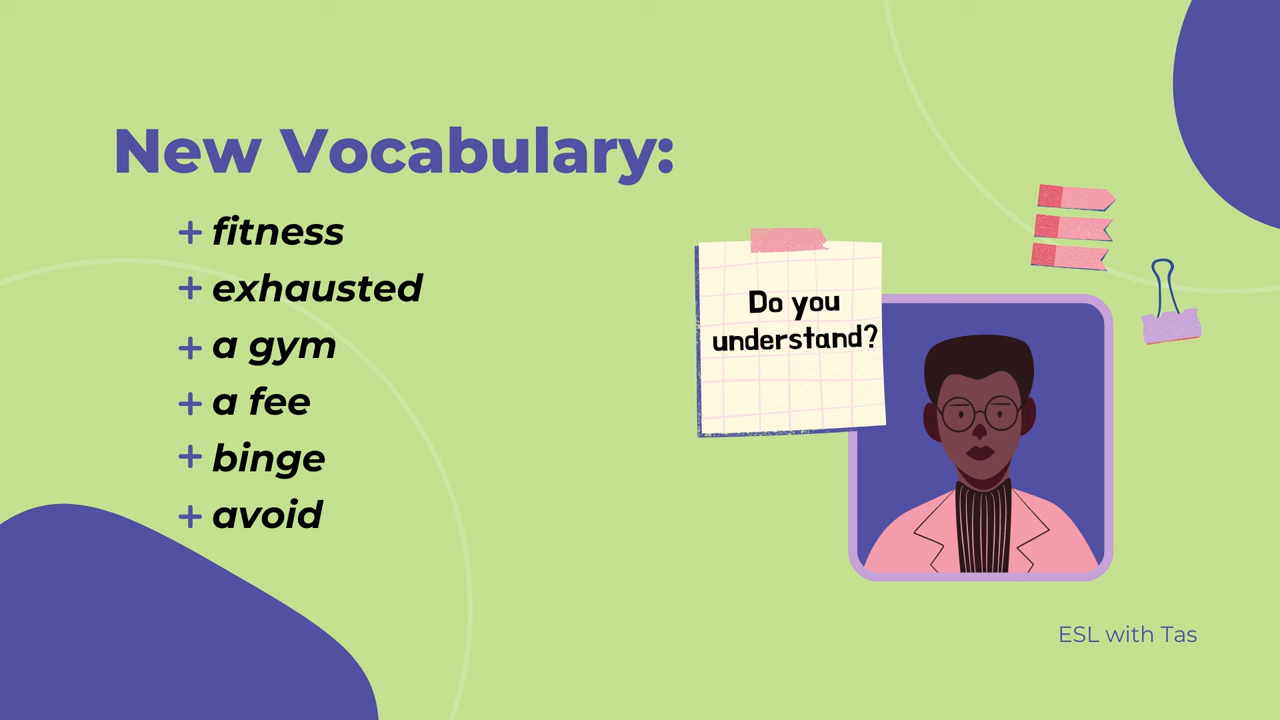 New Vocabulary:
+ fitness
+ exhausted
+ a gym
+ a fee
+ binge
+ avoid
Do you
understand?
ESL with Tas